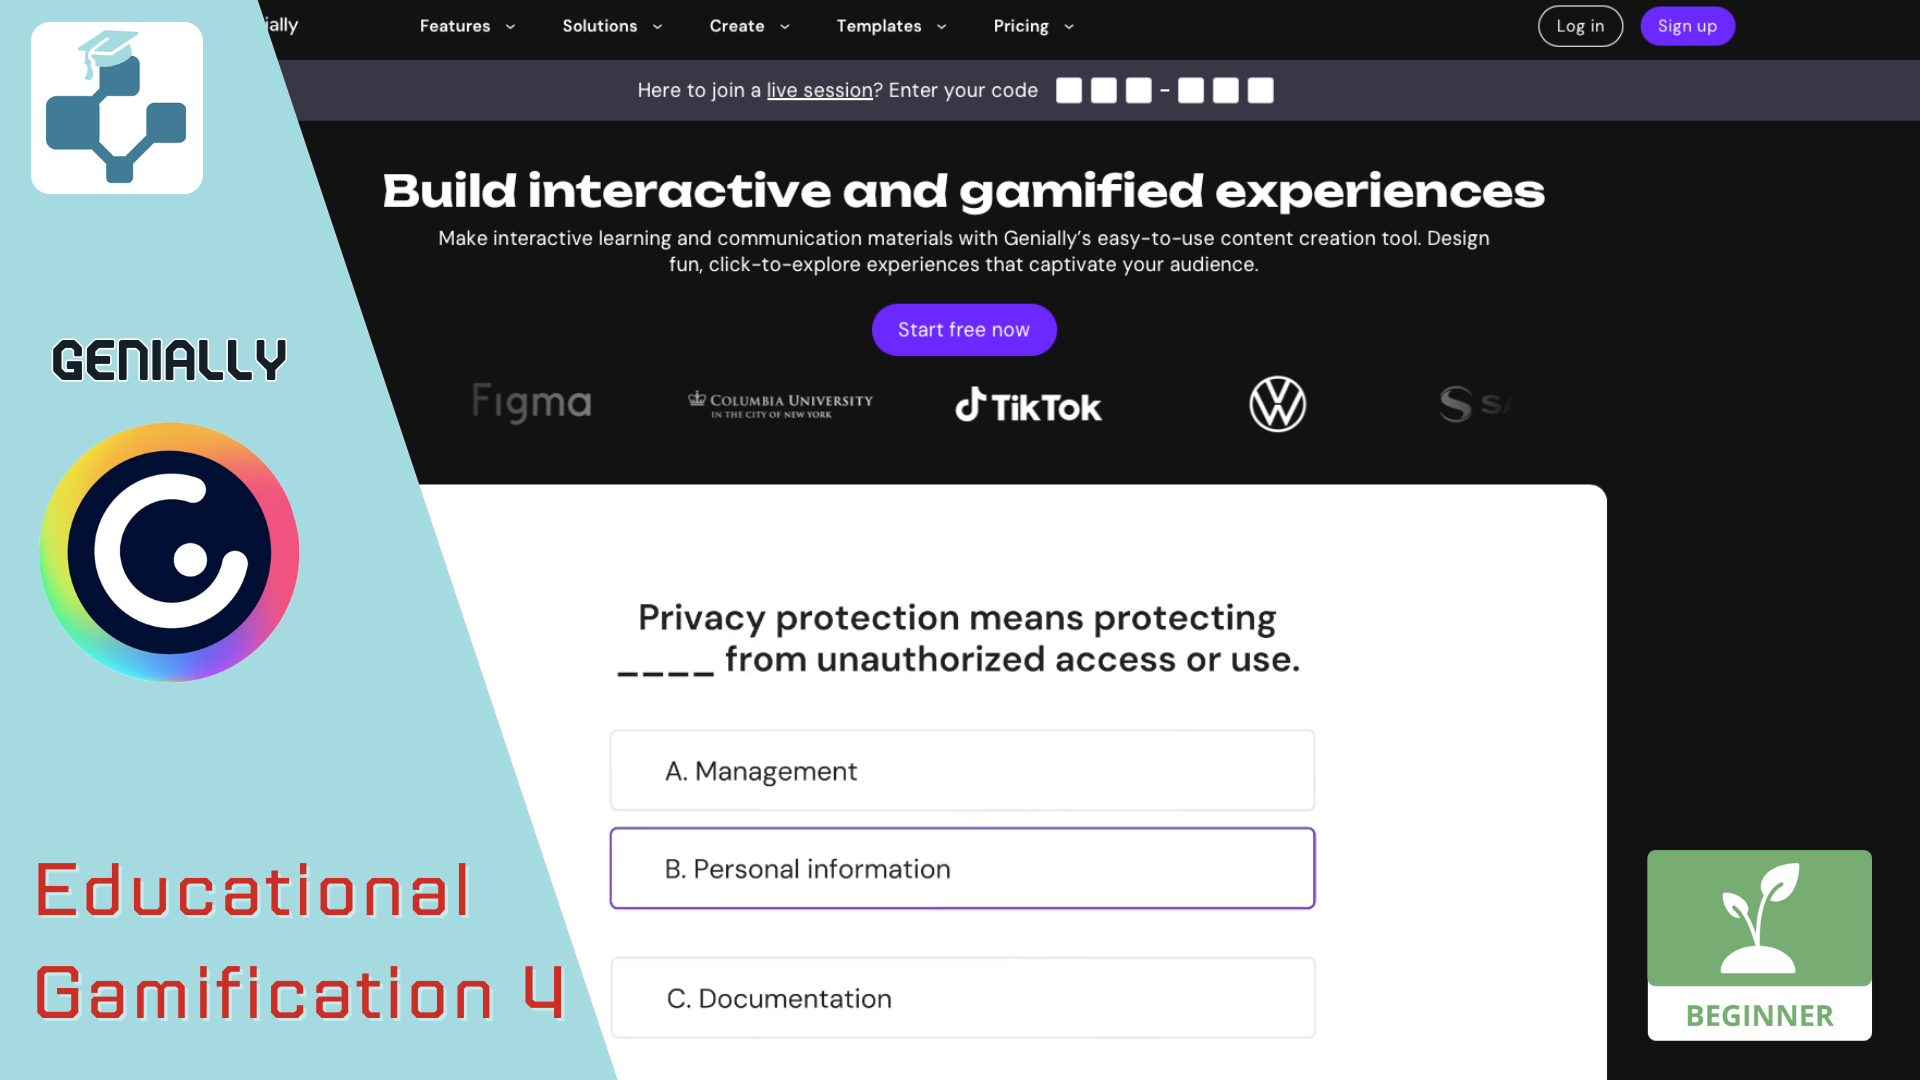 ially
Features
Solutions
Create
Templates
Pricing
Log in
Sign up
Here to join a live session? Enter your code
-
Build interactive and gamified experiences
Make interactive learning and communication materials with Genially’s easy-to-use content creation tool. Design
fun, click-to-explore experiences that captivate your audience.
Start free now
GENIALLY
Figma
COLUMBIA UNIVERSITY
IN THE CITY OF NEW YORK
TikTok
Privacy protection means protecting
____ from unauthorized access or use.
A. Management
B. Personal information
C. Documentation
Educational
Gamification 4
BEGINNER